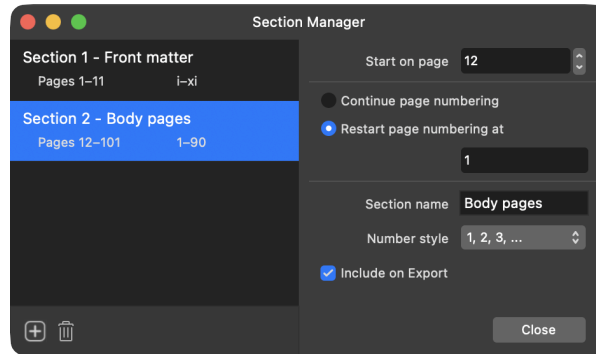 Section Manager
Section 1 - Front matter
Pages 1–11 i–xi
Section 2 - Body pages
Pages 12–101 1–90
Start on page 12
Continue page numbering
Restart page numbering at
1
Section name Body pages
Number style 1, 2, 3, ...
Include on Export
Close